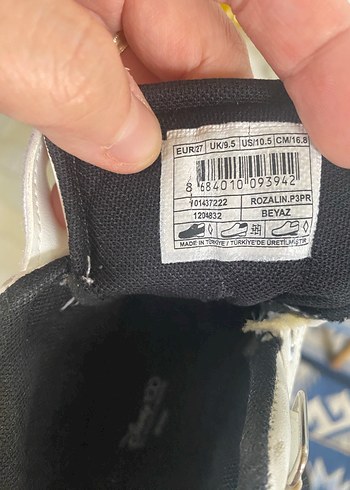 EUR/27 UK/9.5 US/10.5 CM/16.8
8 684010 093942
Y01437222 ROZALIN.P3PR
1204832 BEYAZ
MADE IN TÜRKİYE / TÜRKİYE'DE ÜRETİLMİŞTİR